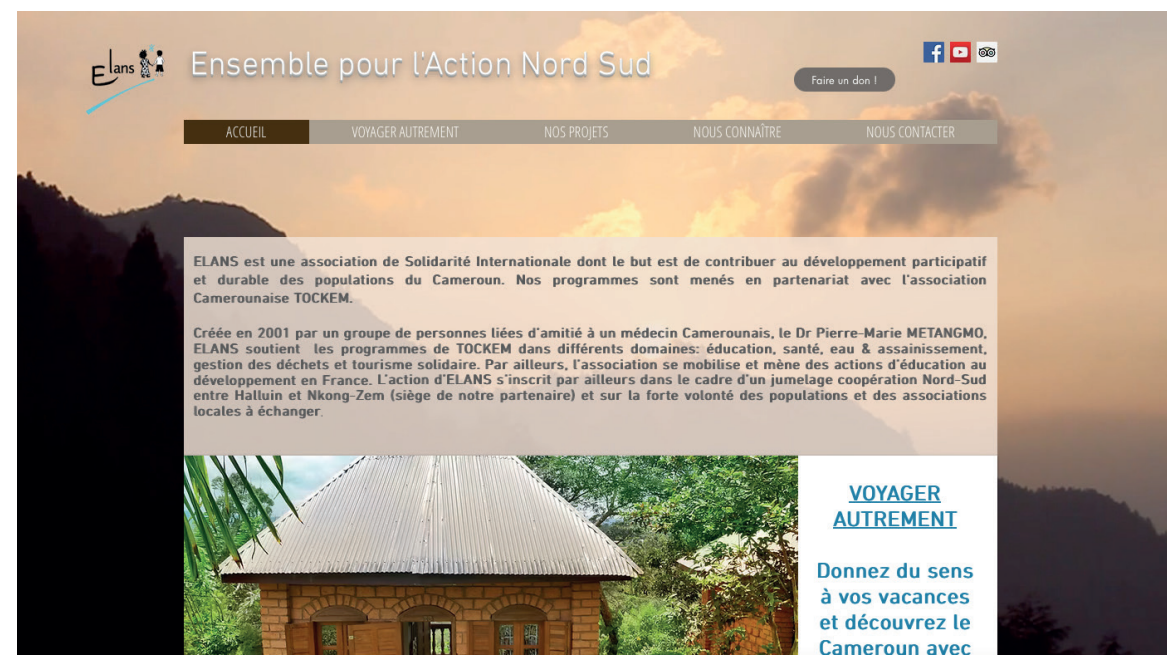 Elans
Ensemble pour l'Action Nord Sud
Faire un don !
ACCUEIL
VOYAGER AUTREMENT
NOS PROJETS
NOUS CONNAÎTRE
NOUS CONTACTER
ELANS est une association de Solidarité Internationale dont le but est de contribuer au développement participatif
et durable des populations du Cameroun. Nos programmes sont menés en partenariat avec l'association
Camerounaise TOCKEM.
Créée en 2001 par un groupe de personnes liées d'amitié à un médecin Camerounais, le Dr Pierre-Marie METANGMO,
ELANS soutient les programmes de TOCKEM dans différents domaines: éducation, santé, eau & assainissement,
gestion des déchets et tourisme solidaire. Par ailleurs, l'association se mobilise et mène des actions d'éducation au
développement en France. L'action d'ELANS s'inscrit par ailleurs dans le cadre d'un jumelage coopération Nord-Sud
entre Halluin et Nkong-Zem (siège de notre partenaire) et sur la forte volonté des populations et des associations
locales à échanger.
VOYAGER
AUTREMENT
Donnez du sens
à vos vacances
et découvrez le
Cameroun avec